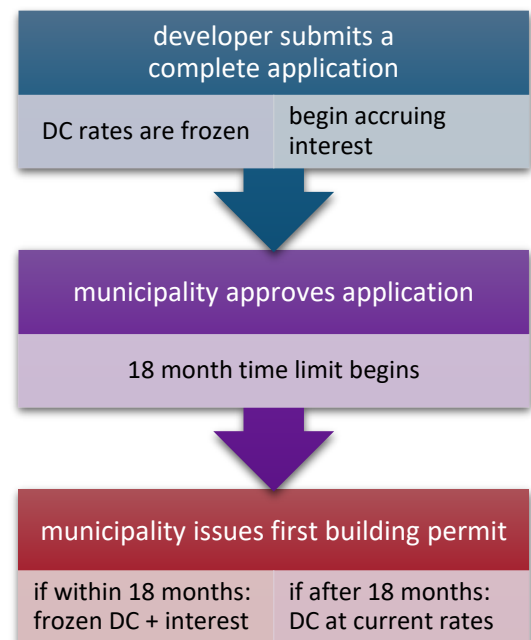 developer submits a
complete application
DC rates are frozen
begin accruing
interest
municipality approves application
18 month time limit begins
municipality issues first building permit
if within 18 months:
frozen DC + interest
if after 18 months:
DC at current rates